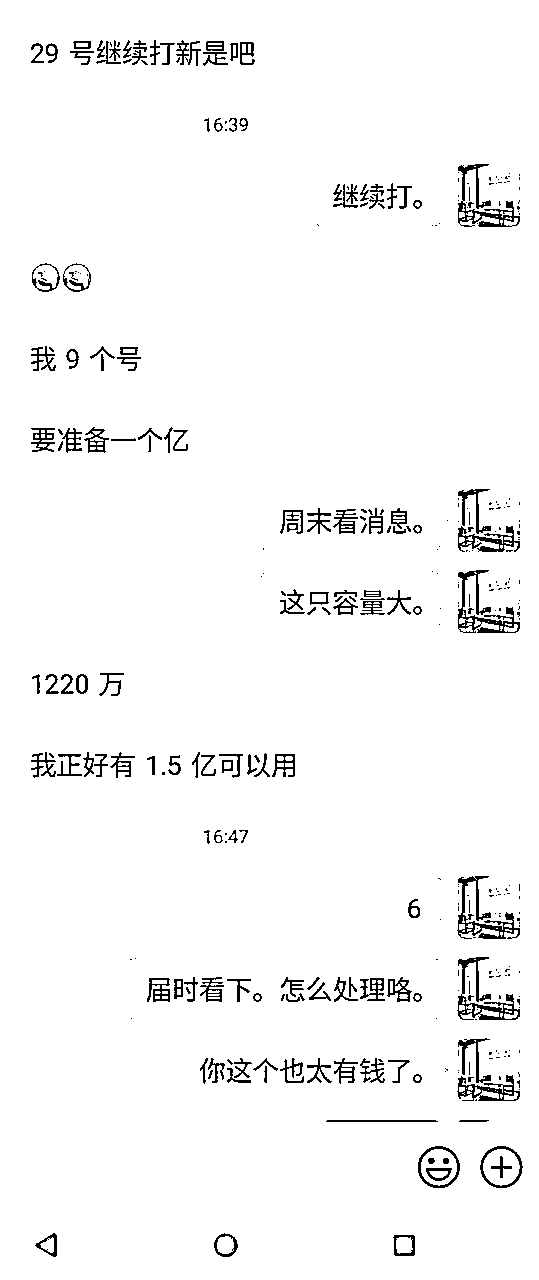 29 号继续打新是吧
16:39
继续打。
我 9 个号
要准备一个亿
周末看消息。
这只容量大。
1220 万
我正好有 1.5 亿可以用
16:47
6
届时看下。怎么处理咯。
你这个也太有钱了。